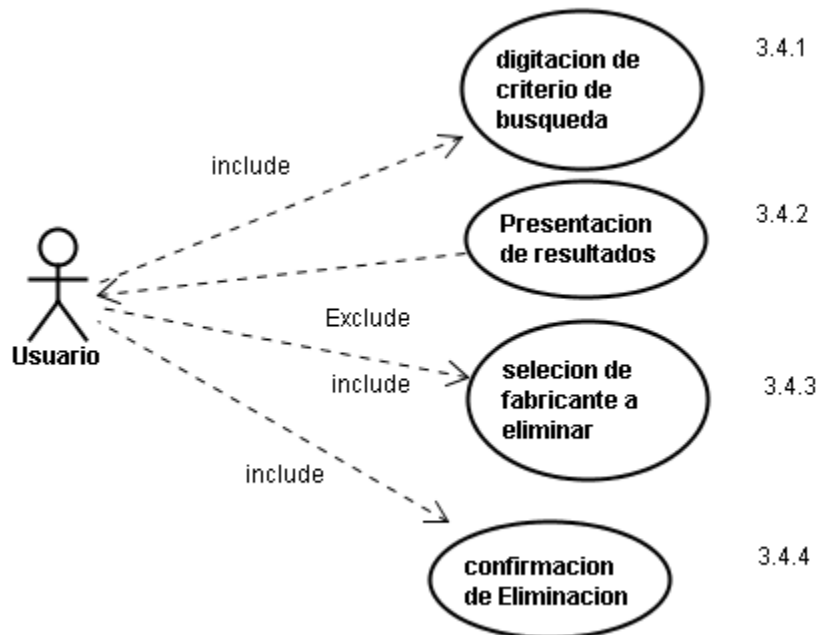 digitacion de
criterio de
busqueda
3.4.1
include
Presentacion
de resultados
3.4.2
Usuario
Exclude
include
selecion de
fabricante a
eliminar
3.4.3
include
confirmacion
de Eliminacion
3.4.4